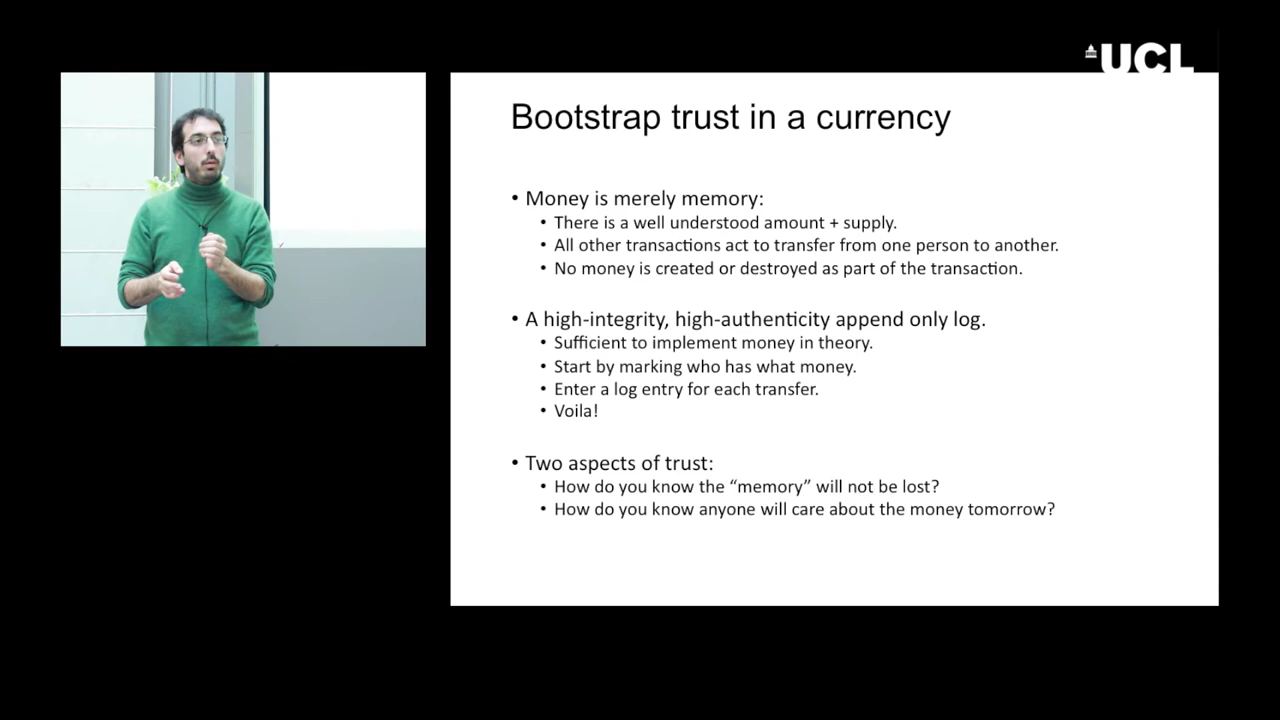 UCL
Bootstrap trust in a currency
• Money is merely memory:
• There is a well understood amount + supply.
• All other transactions act to transfer from one person to another.
• No money is created or destroyed as part of the transaction.
• A high-integrity, high-authenticity append only log.
• Sufficient to implement money in theory.
• Start by marking who has what money.
• Enter a log entry for each transfer.
• Voila!
• Two aspects of trust:
• How do you know the “memory” will not be lost?
• How do you know anyone will care about the money tomorrow?